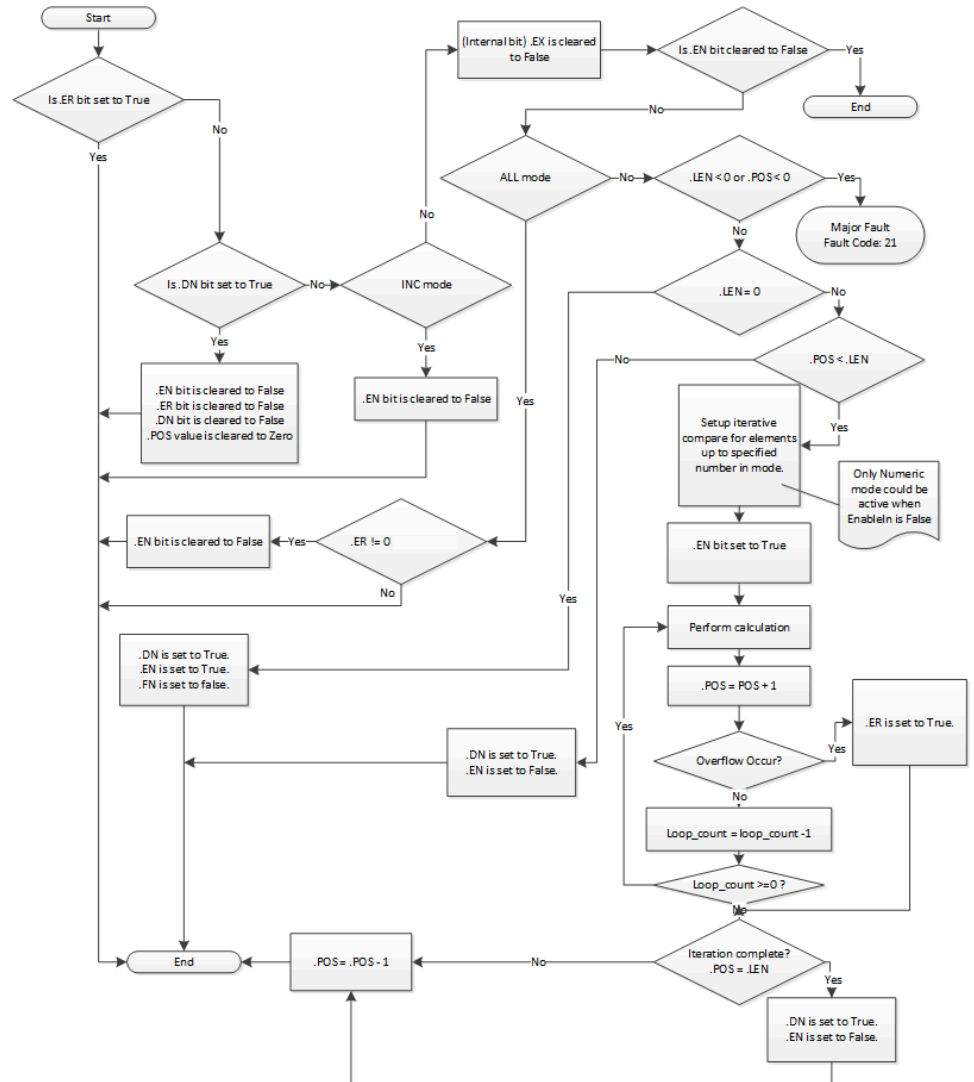 Start
(Internal bit) .EX is cleared
to False
Is .EN bit cleared to False
Yes
End
Is .ER bit set to True
No
Yes
No
ALL mode
No
.LEN < 0 or .POS < 0
Yes
Major Fault
Fault Code: 21
No
No
Is .DN bit set to True
No
INC mode
.LEN = 0
No
Yes
Yes
No
.POS < .LEN
.EN bit is cleared to False
.ER bit is cleared to False
.DN bit is cleared to False
.POS value is cleared to Zero
.EN bit is cleared to False
Yes
Setup iterative
compare for elements
up to specified
number in mode.
Yes
Only Numeric
mode could be
active when
EnableIn is False
.EN bit is cleared to False
Yes
.ER != 0
.EN bit set to True
No
Yes
Perform calculation
.DN is set to True.
.EN is set to True.
.FN is set to false.
.POS = POS + 1
Yes
.ER is set to True.
.DN is set to True.
.EN is set to False.
Overflow Occur?
Yes
No
Loop_count = loop_count -1
Loop_count >=0 ?
No
End
.POS = .POS - 1
No
Iteration complete?
.POS = .LEN
Yes
.DN is set to True.
.EN is set to False.